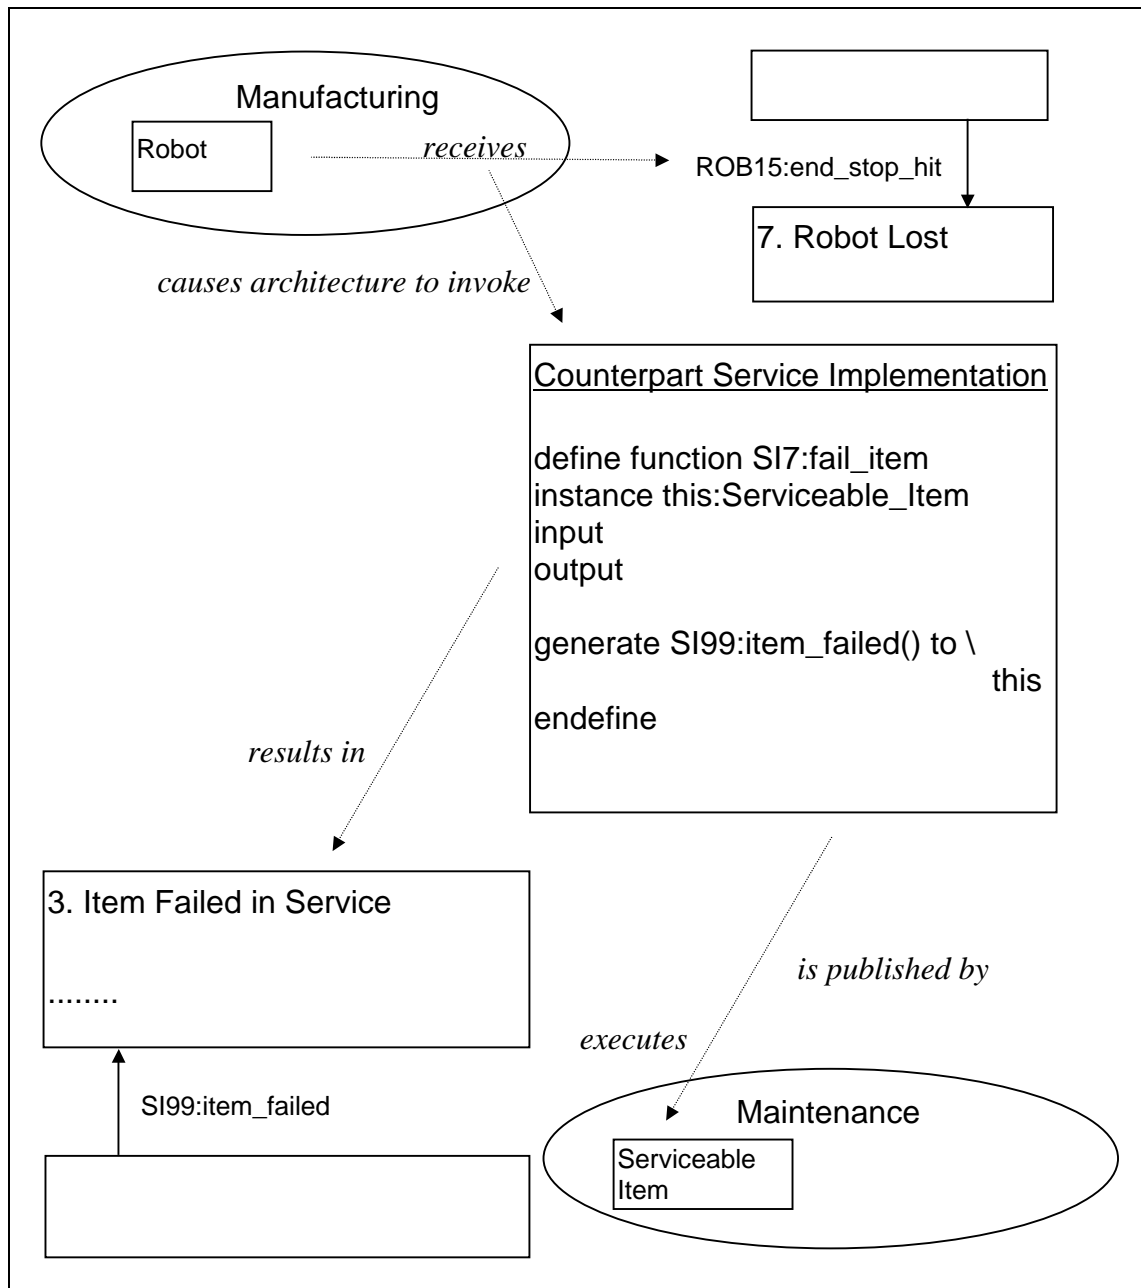 Manufacturing
Robot
receives
ROB15:end_stop_hit
7. Robot Lost
causes architecture to invoke
Counterpart Service Implementation
define function SI7:fail_item
instance this:Serviceable_Item
input
output
generate SI99:item_failed() to \
this
endefine
results in
3. Item Failed in Service
........
is published by
executes
SI99:item_failed
Maintenance
Serviceable
Item